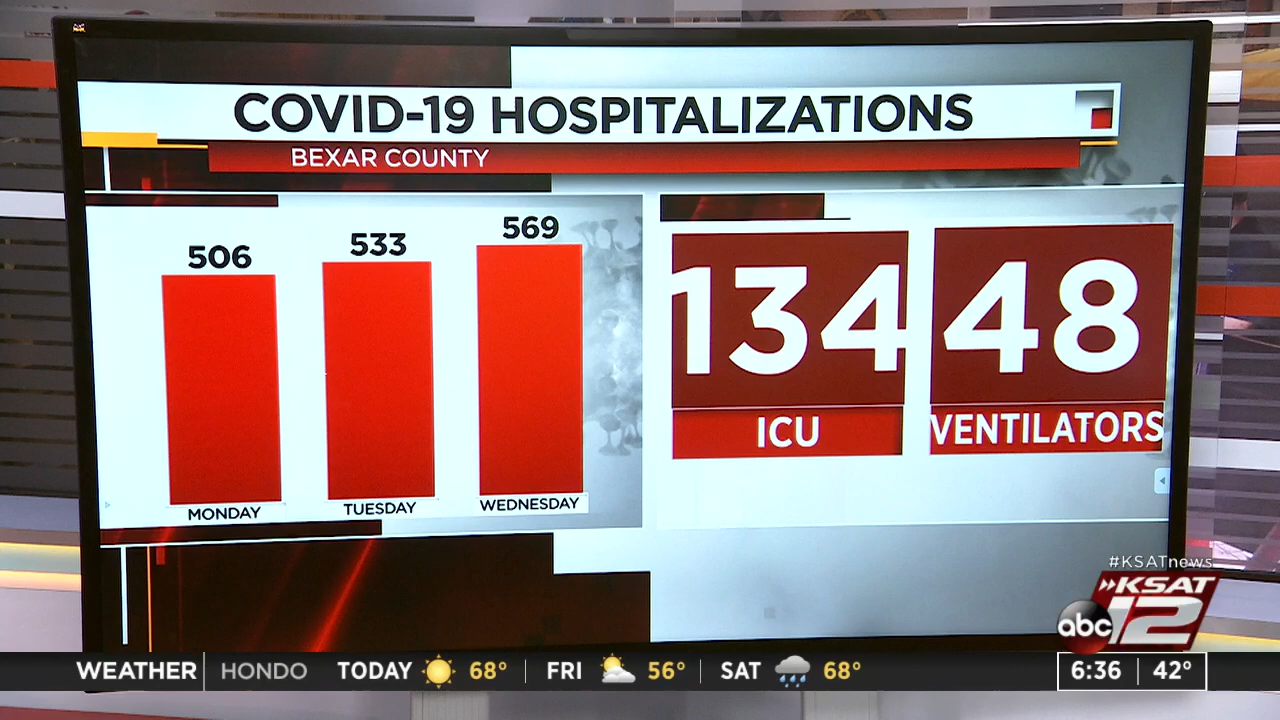 COVID-19 HOSPITALIZATIONS
BEXAR COUNTY
506
533
569
MONDAY
TUESDAY
WEDNESDAY
134
ICU
48
VENTILATORS
#KSATnews
KSAT
abc 12
WEATHER HONDO TODAY 68° FRI 56° SAT 68° 6:36 42°